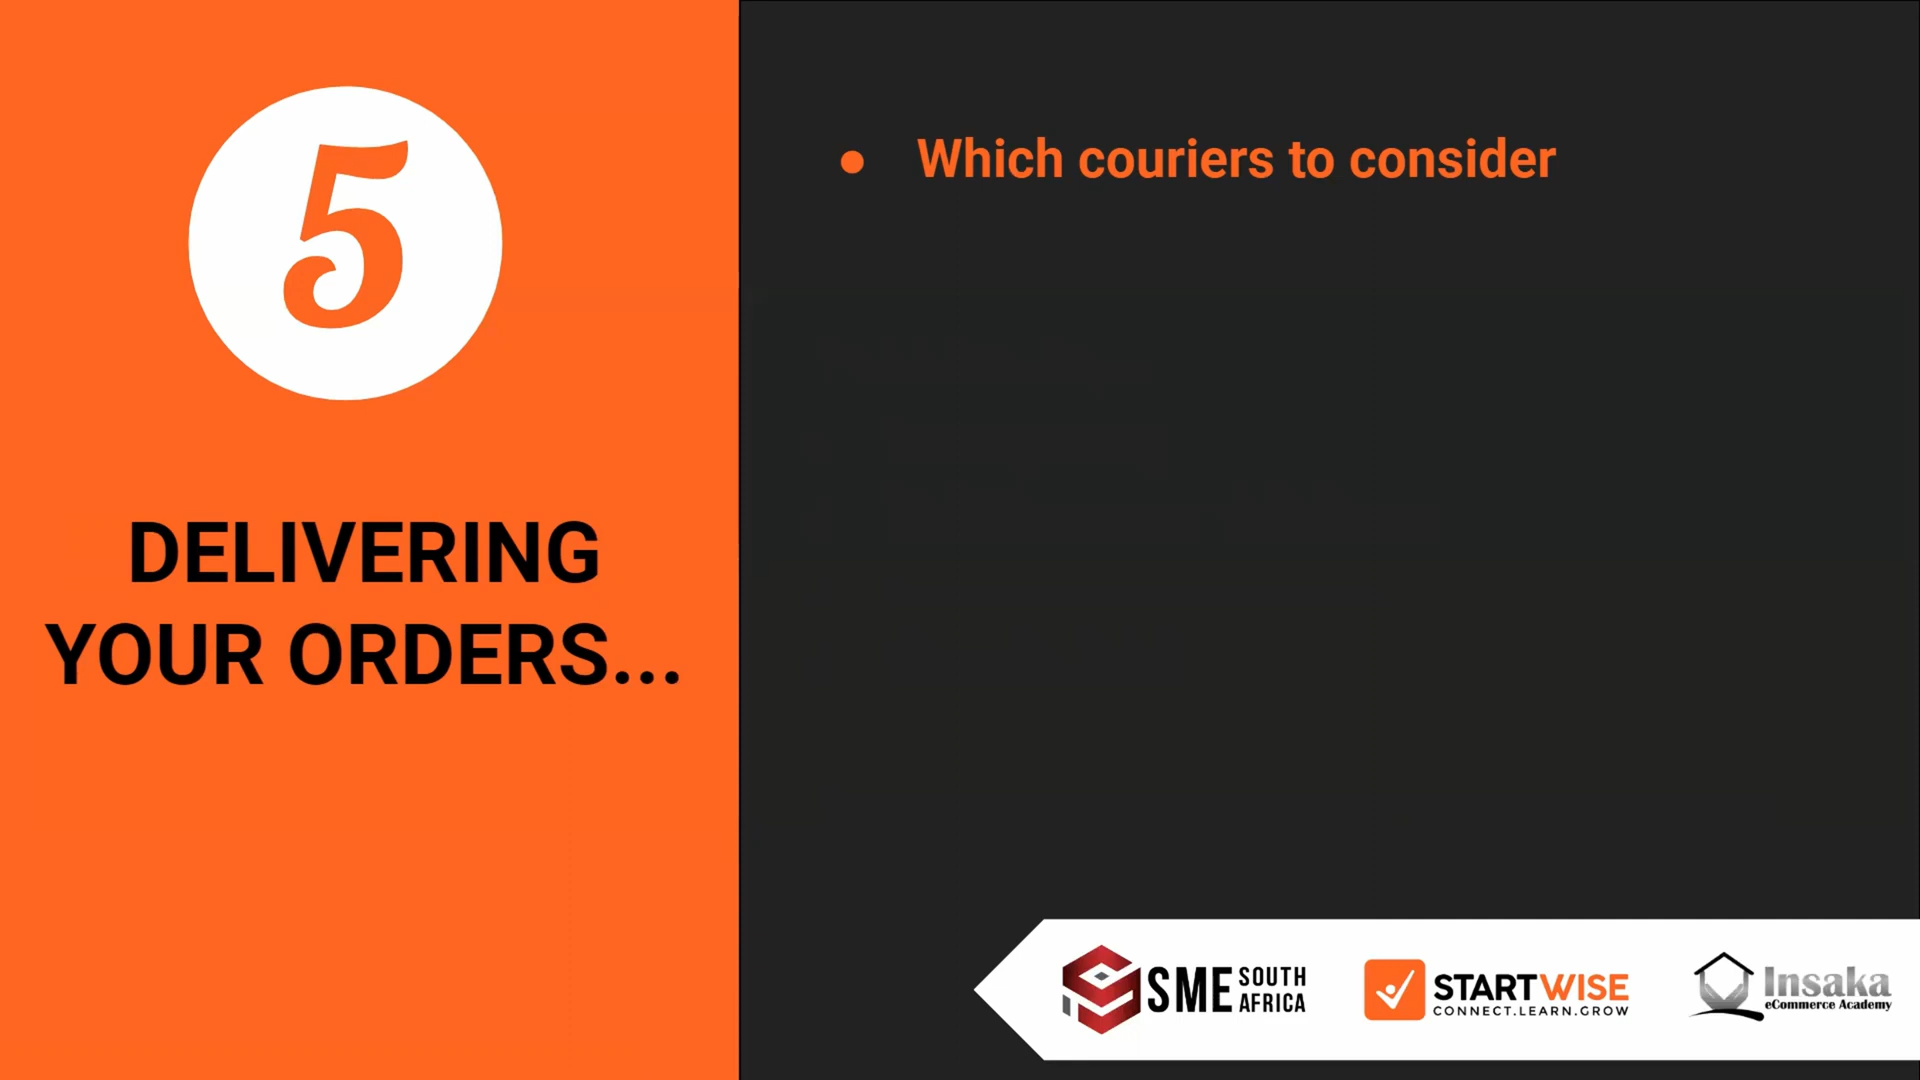 5
DELIVERING
YOUR ORDERS...
● Which couriers to consider
SME SOUTH AFRICA
STARTWISE
CONNECT.LEARN.GROW
Insaka
eCommerce Academy